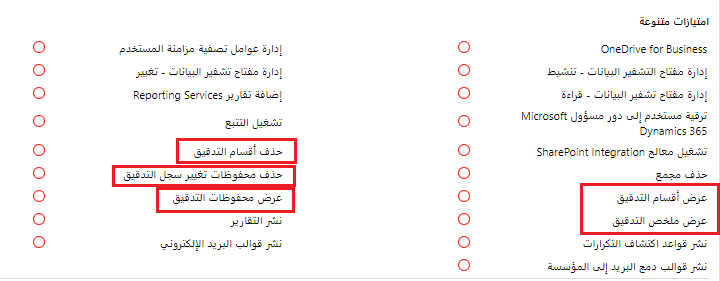 امتيازات متنوعة
OneDrive for Business
إدارة عوامل تصفية مزامنة المستخدم
إدارة مفتاح التشفير البيانات - تنشيط
إدارة مفتاح تشفير البيانات - تغيير
إدارة مفتاح تشفير البيانات - قراءة
إضافة تقارير Reporting Services
ترقية مستخدم إلى دور مسؤول Microsoft
Dynamics 365
تشغيل التتبع
تشغيل معالج SharePoint Integration
حذف أقسام التدقيق
حذف مجمع
حذف محفوظات تغيير سجل التدقيق
عرض أقسام التدقيق
عرض محفوظات التدقيق
عرض ملخص التدقيق
نشر التقارير
نشر قواعد اكتشاف التكرارات
نشر قوالب البريد الإلكتروني
نشر قوالب دمج البريد إلى المؤسسة